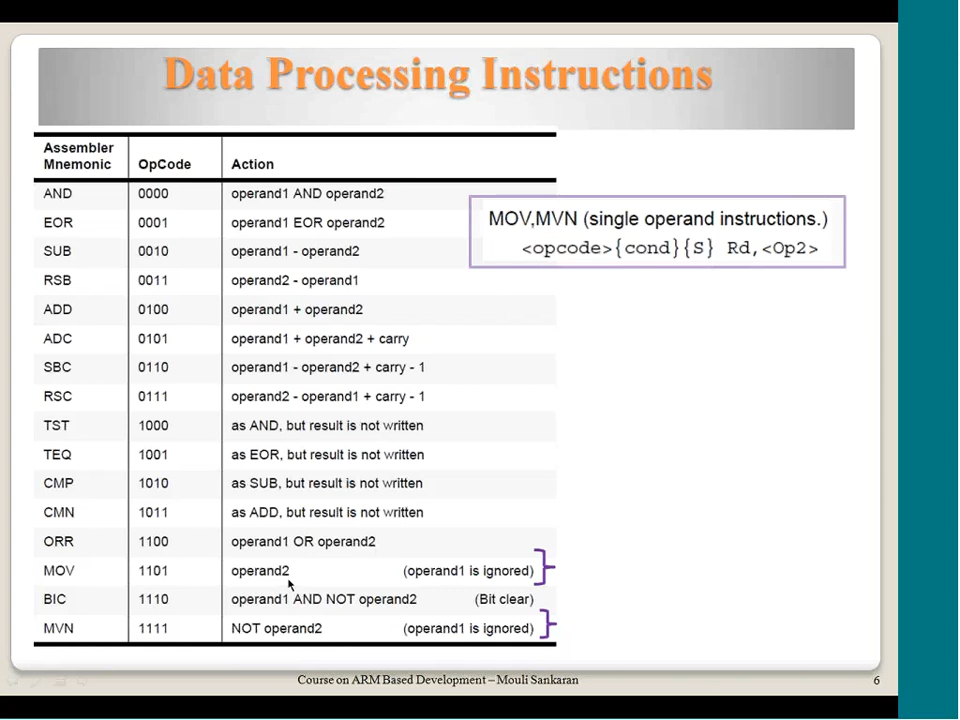 Data Processing Instructions
Assembler
Mnemonic OpCode Action
AND 0000 operand1 AND operand2
EOR 0001 operand1 EOR operand2
SUB 0010 operand1 - operand2
RSB 0011 operand2 - operand1
ADD 0100 operand1 + operand2
ADC 0101 operand1 + operand2 + carry
SBC 0110 operand1 - operand2 + carry - 1
RSC 0111 operand2 - operand1 + carry - 1
TST 1000 as AND, but result is not written
TEQ 1001 as EOR, but result is not written
CMP 1010 as SUB, but result is not written
CMN 1011 as ADD, but result is not written
ORR 1100 operand1 OR operand2
MOV 1101 operand2 (operand1 is ignored)
BIC 1110 operand1 AND NOT operand2 (Bit clear)
MVN 1111 NOT operand2 (operand1 is ignored)
MOV,MVN (single operand instructions.)
<opcode>{cond}{S} Rd,<Op2>
Course on ARM Based Development – Mouli Sankaran
6